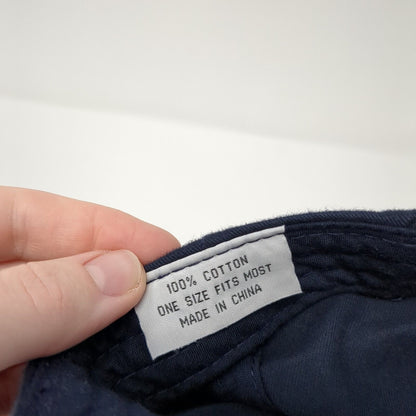 100% COTTON
ONE SIZE FITS MOST
MADE IN CHINA